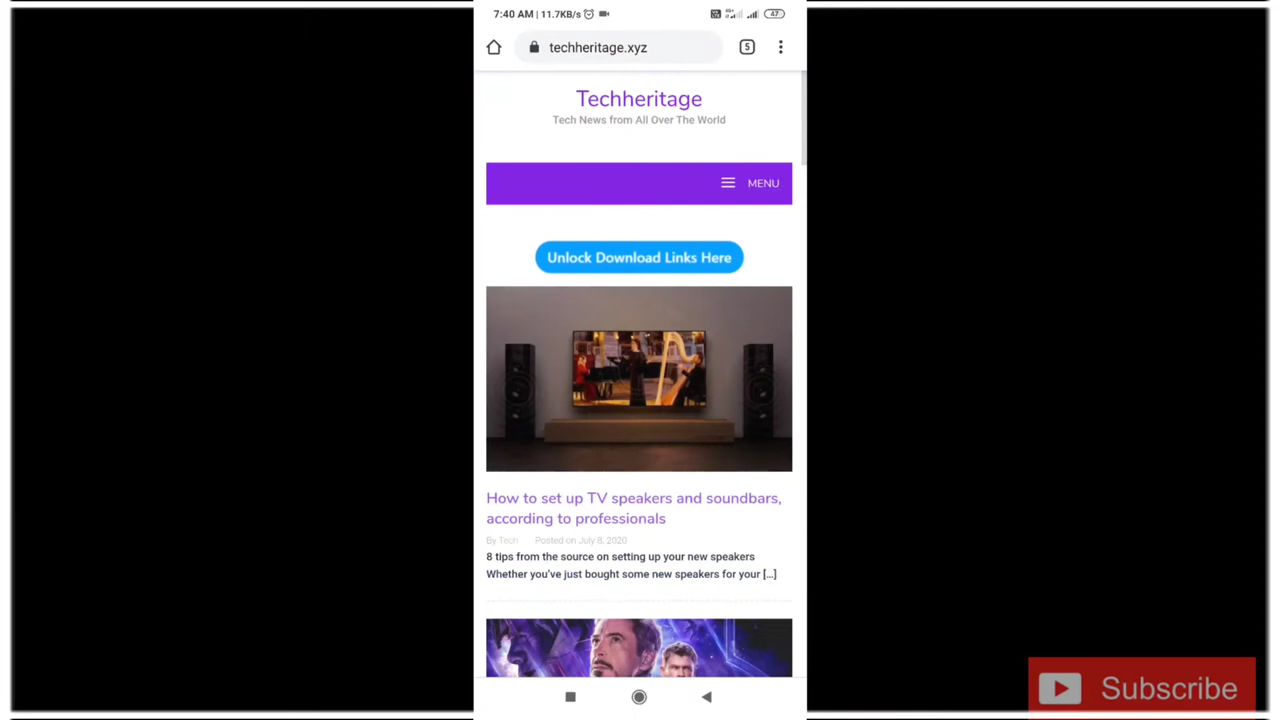 7:40 AM | 11.7KB/s
47
techheritage.xyz
5
Techheritage
Tech News from All Over The World
MENU
Unlock Download Links Here
How to set up TV speakers and soundbars,
according to professionals
By Tech Posted on July 8, 2020
8 tips from the source on setting up your new speakers
Whether you've just bought some new speakers for your [...]
Subscribe